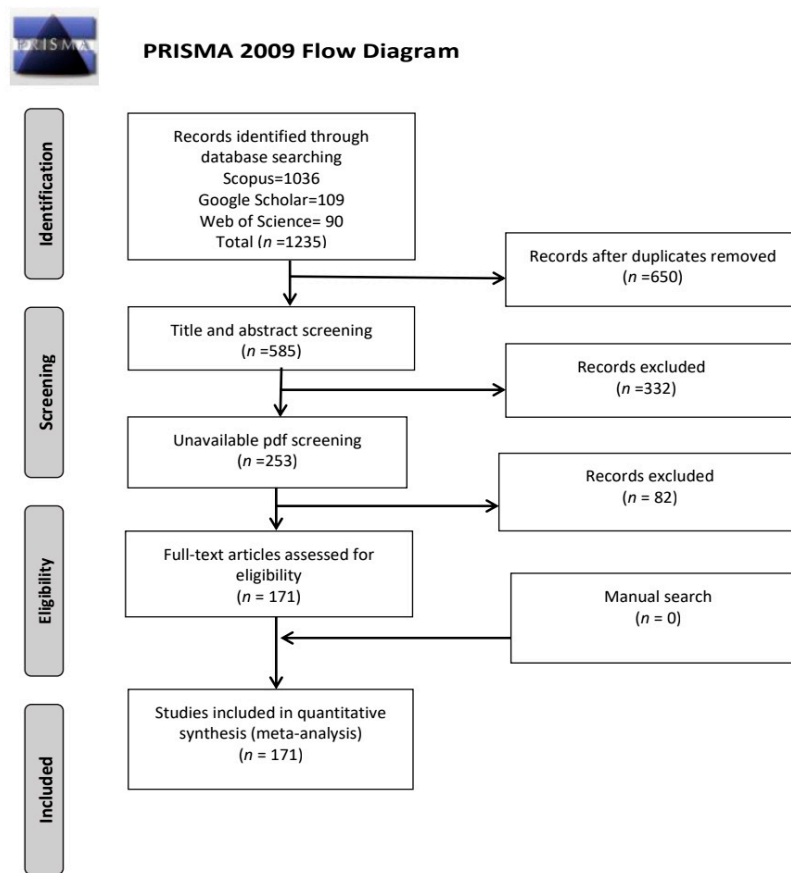 PRISMA
PRISMA 2009 Flow Diagram
Identification
Records identified through
database searching
Scopus=1036
Google Scholar=109
Web of Science= 90
Total (n =1235)
Records after duplicates removed
(n =650)
Screening
Title and abstract screening
(n =585)
Records excluded
(n =332)
Unavailable pdf screening
(n =253)
Records excluded
(n = 82)
Eligibility
Full-text articles assessed for
eligibility
(n = 171)
Manual search
(n = 0)
Included
Studies included in quantitative
synthesis (meta-analysis)
(n = 171)